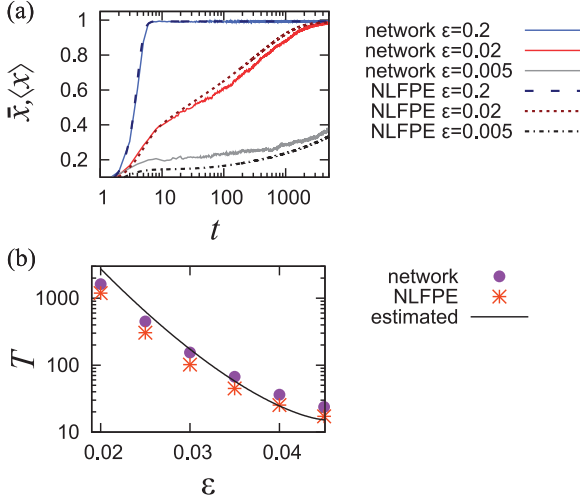 (a)
x̄,⟨x⟩
1
0.8
0.6
0.4
0.2
1 10 100 1000
t
network ε=0.2
network ε=0.02
network ε=0.005
NLFPE ε=0.2
NLFPE ε=0.02
NLFPE ε=0.005
(b)
T
1000
100
10
0.02 0.03 0.04
ε
network
NLFPE
estimated